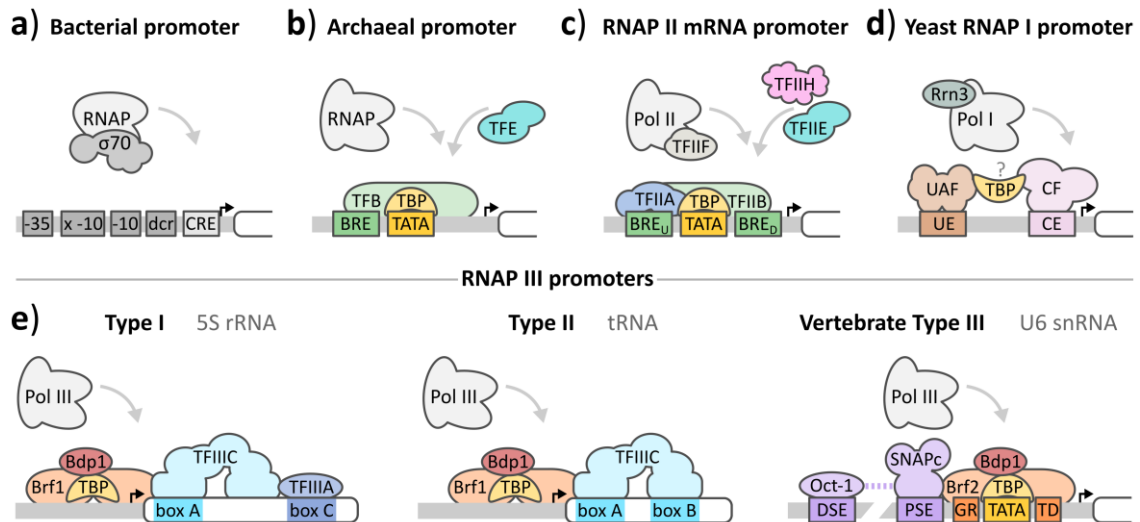 a) Bacterial promoter
RNAP
σ70
-35 x -10 -10 dcr CRE
b) Archaeal promoter
RNAP
TFE
TFB TBP
BRE TATA
c) RNAP II mRNA promoter
TFIIH
Pol II
TFIIF
TFIIE
TFIIA TBP TFIIB
BREU TATA BRED
d) Yeast RNAP I promoter
Rrn3
Pol I
?
UAF TBP CF
UE CE
RNAP III promoters
e) Type I 5S rRNA
Pol III
Bdp1
Brf1 TBP
TFIIIC
TFIIIA
box A box C
Type II tRNA
Pol III
Bdp1
Brf1 TBP
TFIIIC
box A box B
Vertebrate Type III U6 snRNA
Pol III
SNAPc
Bdp1
Oct-1
Brf2 TBP
DSE PSE GR TATA TD